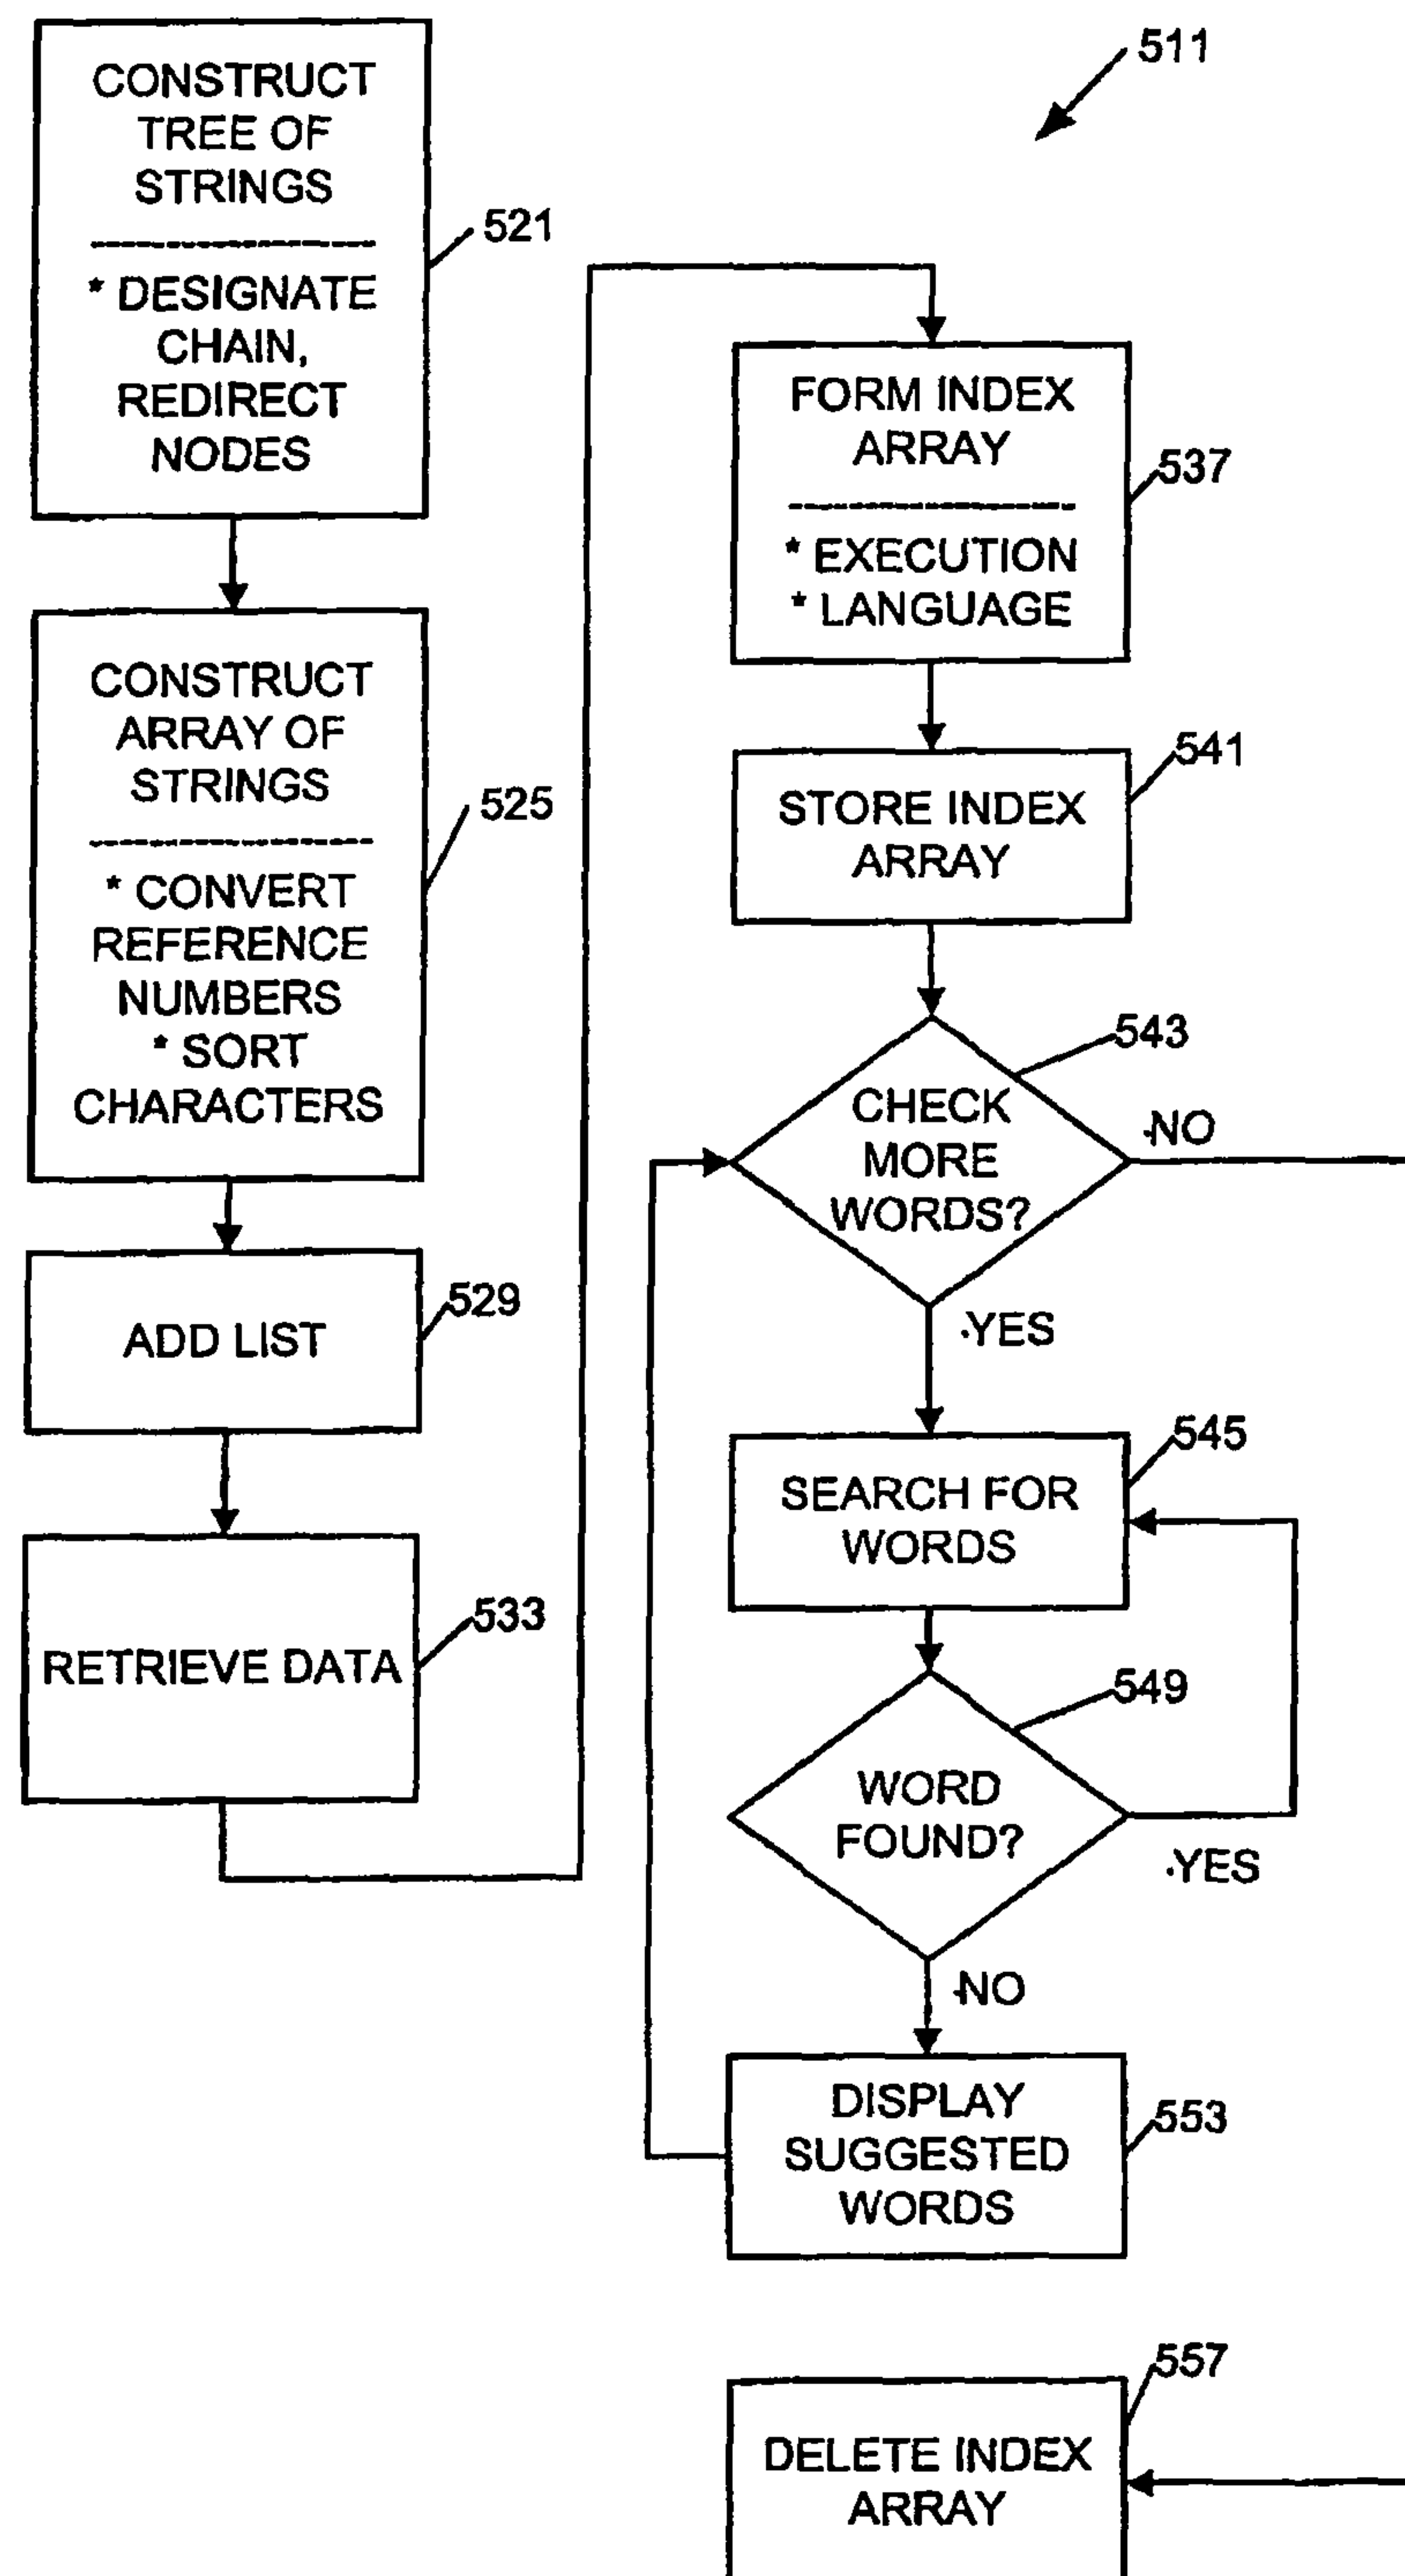 511
CONSTRUCT
TREE OF
STRINGS
* DESIGNATE
CHAIN,
REDIRECT
NODES
521
CONSTRUCT
ARRAY OF
STRINGS
* CONVERT
REFERENCE
NUMBERS
* SORT
CHARACTERS
525
ADD LIST
529
RETRIEVE DATA
533
FORM INDEX
ARRAY
* EXECUTION
* LANGUAGE
537
STORE INDEX
ARRAY
541
CHECK
MORE
WORDS?
543
NO
YES
SEARCH FOR
WORDS
545
WORD
FOUND?
549
YES
NO
DISPLAY
SUGGESTED
WORDS
553
DELETE INDEX
ARRAY
557